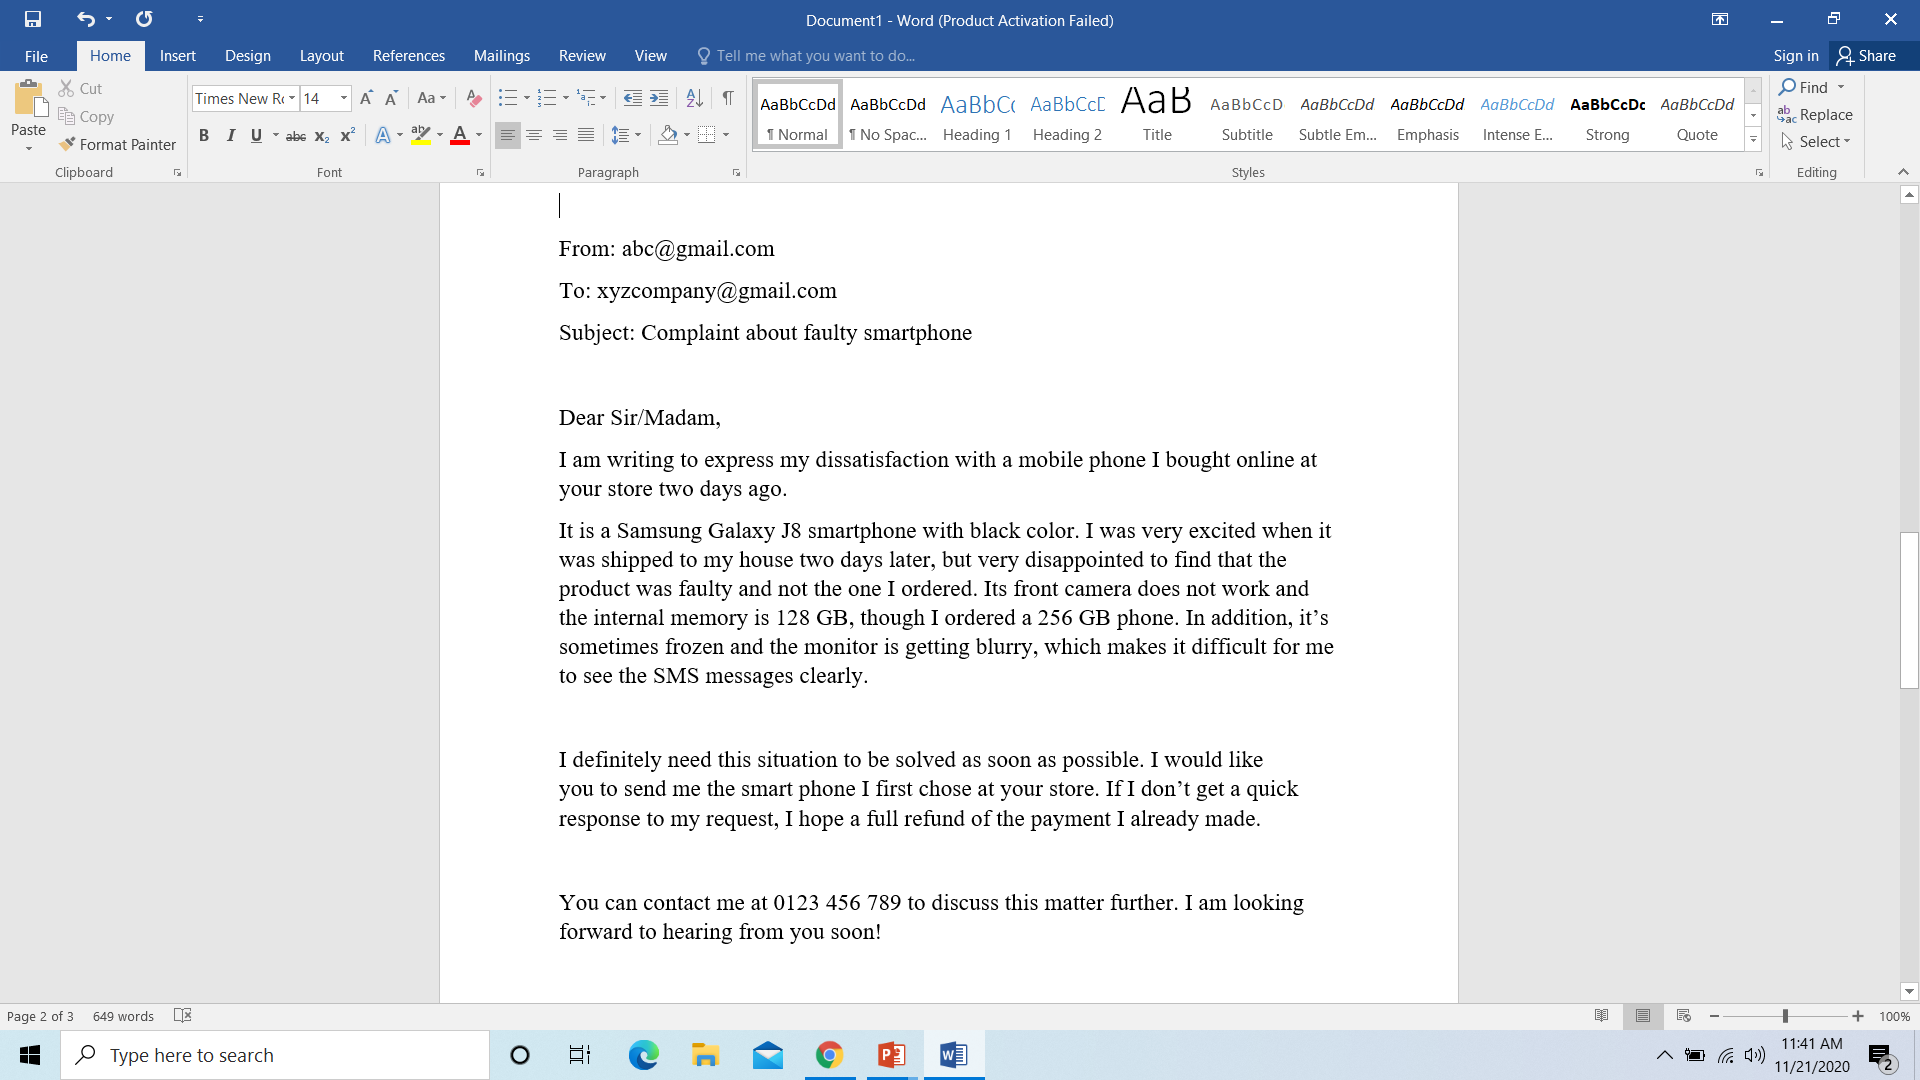 Document1 - Word (Product Activation Failed)
File Home Insert Design Layout References Mailings Review View Tell me what you want to do... Sign in Share
Paste Cut Copy Format Painter Clipboard
Times New Ro 14 Aa Font
Paragraph
AaBbCcDd AaBbCcDd AaBbCc AaBbCcD AaB AaBbCcD AaBbCcDd AaBbCcDd AaBbCcDd AaBbCcDc AaBbCcDd
¶ Normal ¶ No Spac... Heading 1 Heading 2 Title Subtitle Subtle Em... Emphasis Intense E... Strong Quote
Styles
Find Replace Select Editing
From: abc@gmail.com
To: xyzcompany@gmail.com
Subject: Complaint about faulty smartphone
Dear Sir/Madam,
I am writing to express my dissatisfaction with a mobile phone I bought online at
your store two days ago.
It is a Samsung Galaxy J8 smartphone with black color. I was very excited when it
was shipped to my house two days later, but very disappointed to find that the
product was faulty and not the one I ordered. Its front camera does not work and
the internal memory is 128 GB, though I ordered a 256 GB phone. In addition, it’s
sometimes frozen and the monitor is getting blurry, which makes it difficult for me
to see the SMS messages clearly.
I definitely need this situation to be solved as soon as possible. I would like
you to send me the smart phone I first chose at your store. If I don’t get a quick
response to my request, I hope a full refund of the payment I already made.
You can contact me at 0123 456 789 to discuss this matter further. I am looking
forward to hearing from you soon!
Page 2 of 3 649 words 100%
Type here to search
11:41 AM
11/21/2020
2